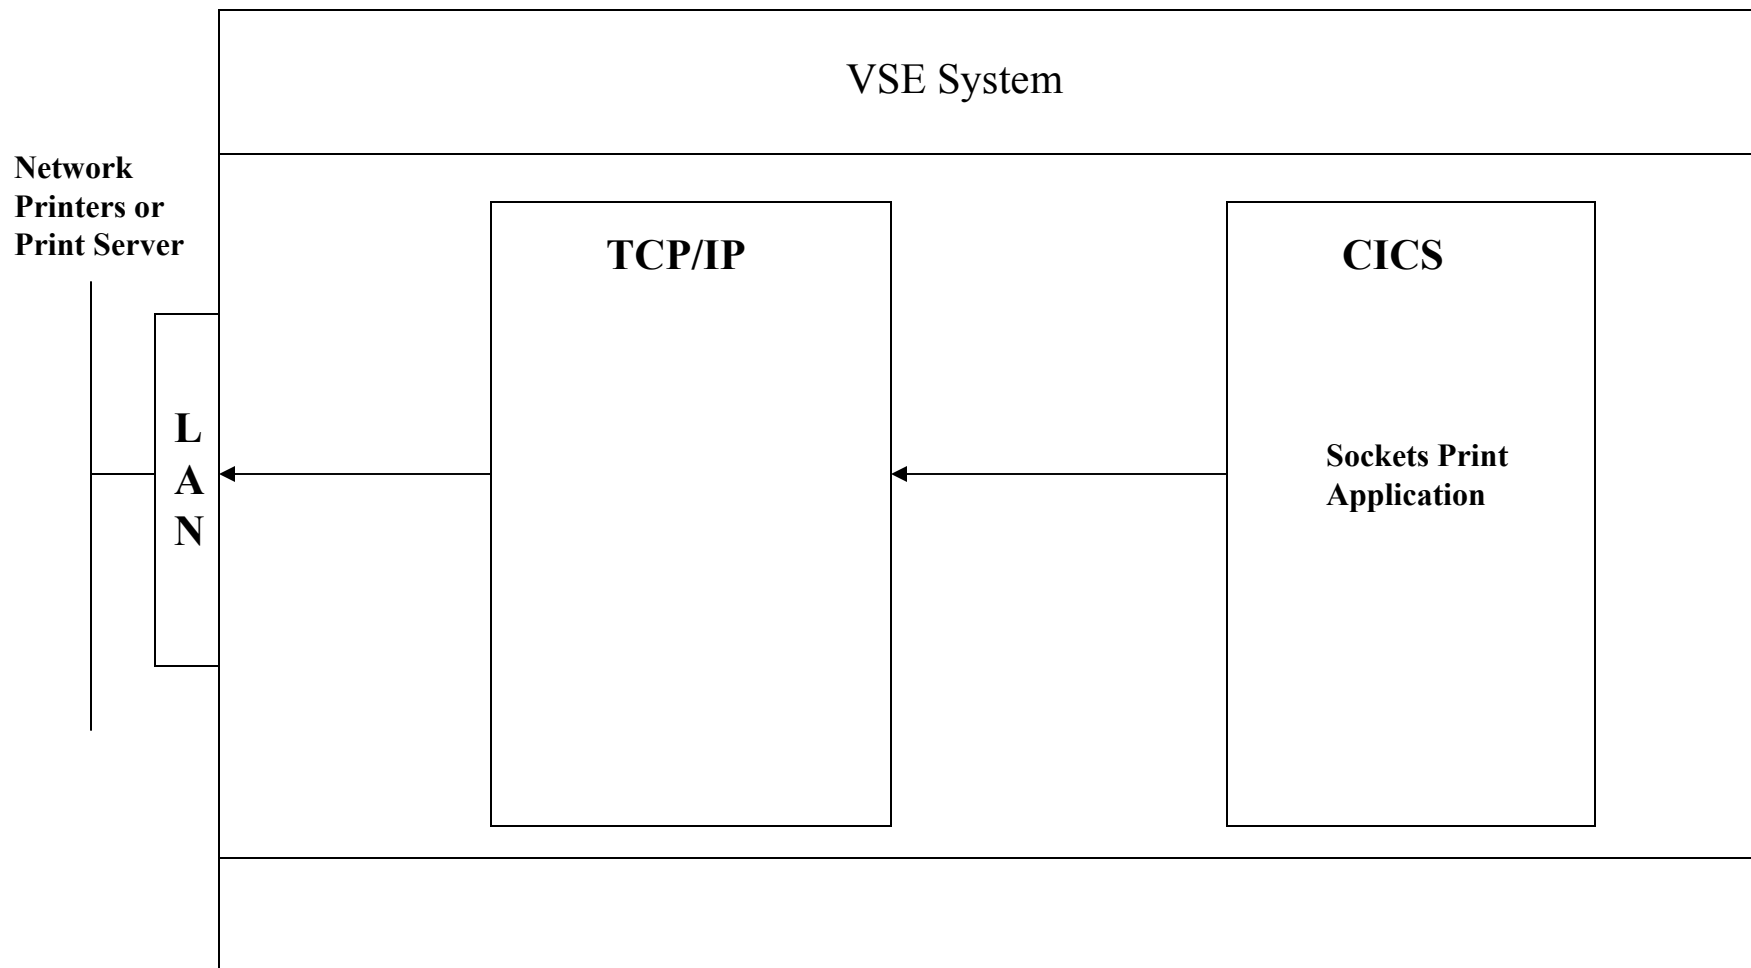 VSE System
Network
Printers or
Print Server
TCP/IP
CICS
L
A
N
Sockets Print
Application